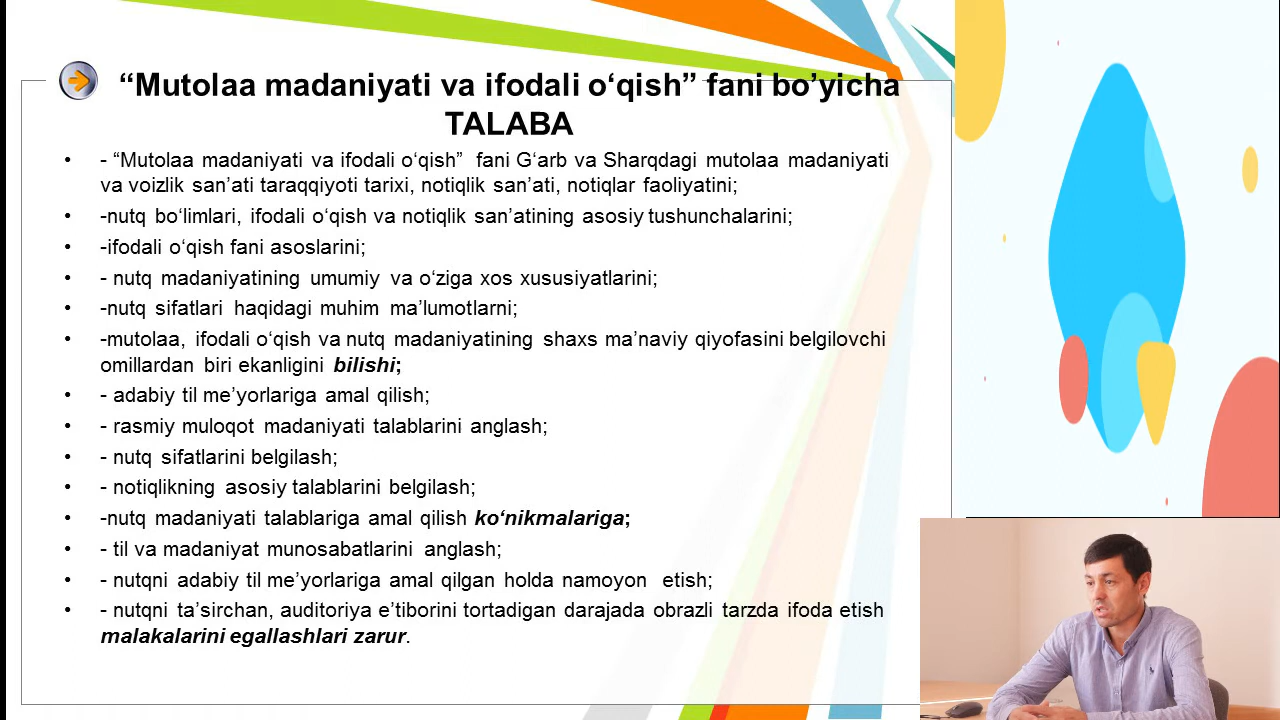 “Mutolaa madaniyati va ifodali o‘qish” fani bo’yicha
TALABA
• - “Mutolaa madaniyati va ifodali o‘qish” fani G‘arb va Sharqdagi mutolaa madaniyati
va voizlik san’ati taraqqiyoti tarixi, notiqlik san’ati, notiqlar faoliyatini;
• -nutq bo‘limlari, ifodali o‘qish va notiqlik san’atining asosiy tushunchalarini;
• -ifodali o‘qish fani asoslarini;
• - nutq madaniyatining umumiy va o‘ziga xos xususiyatlarini;
• -nutq sifatlari haqidagi muhim ma’lumotlarni;
• -mutolaa, ifodali o‘qish va nutq madaniyatining shaxs ma’naviy qiyofasini belgilovchi
omillardan biri ekanligini bilishi;
• - adabiy til me’yorlariga amal qilish;
• - rasmiy muloqot madaniyati talablarini anglash;
• - nutq sifatlarini belgilash;
• - notiqlikning asosiy talablarini belgilash;
• -nutq madaniyati talablariga amal qilish ko‘nikmalariga;
• - til va madaniyat munosabatlarini anglash;
• - nutqni adabiy til me’yorlariga amal qilgan holda namoyon etish;
• - nutqni ta’sirchan, auditoriya e’tiborini tortadigan darajada obrazli tarzda ifoda etish
malakalarini egallashlari zarur.